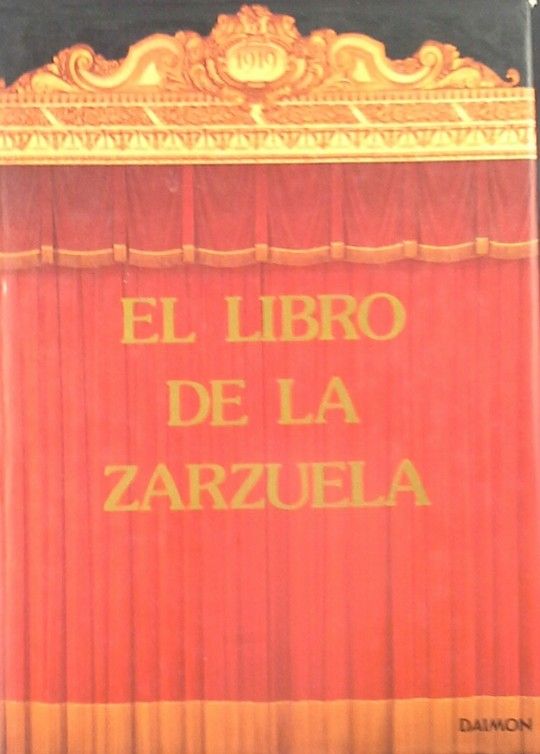 1919
EL LIBRO
DE LA
ZARZUELA
DAIMON